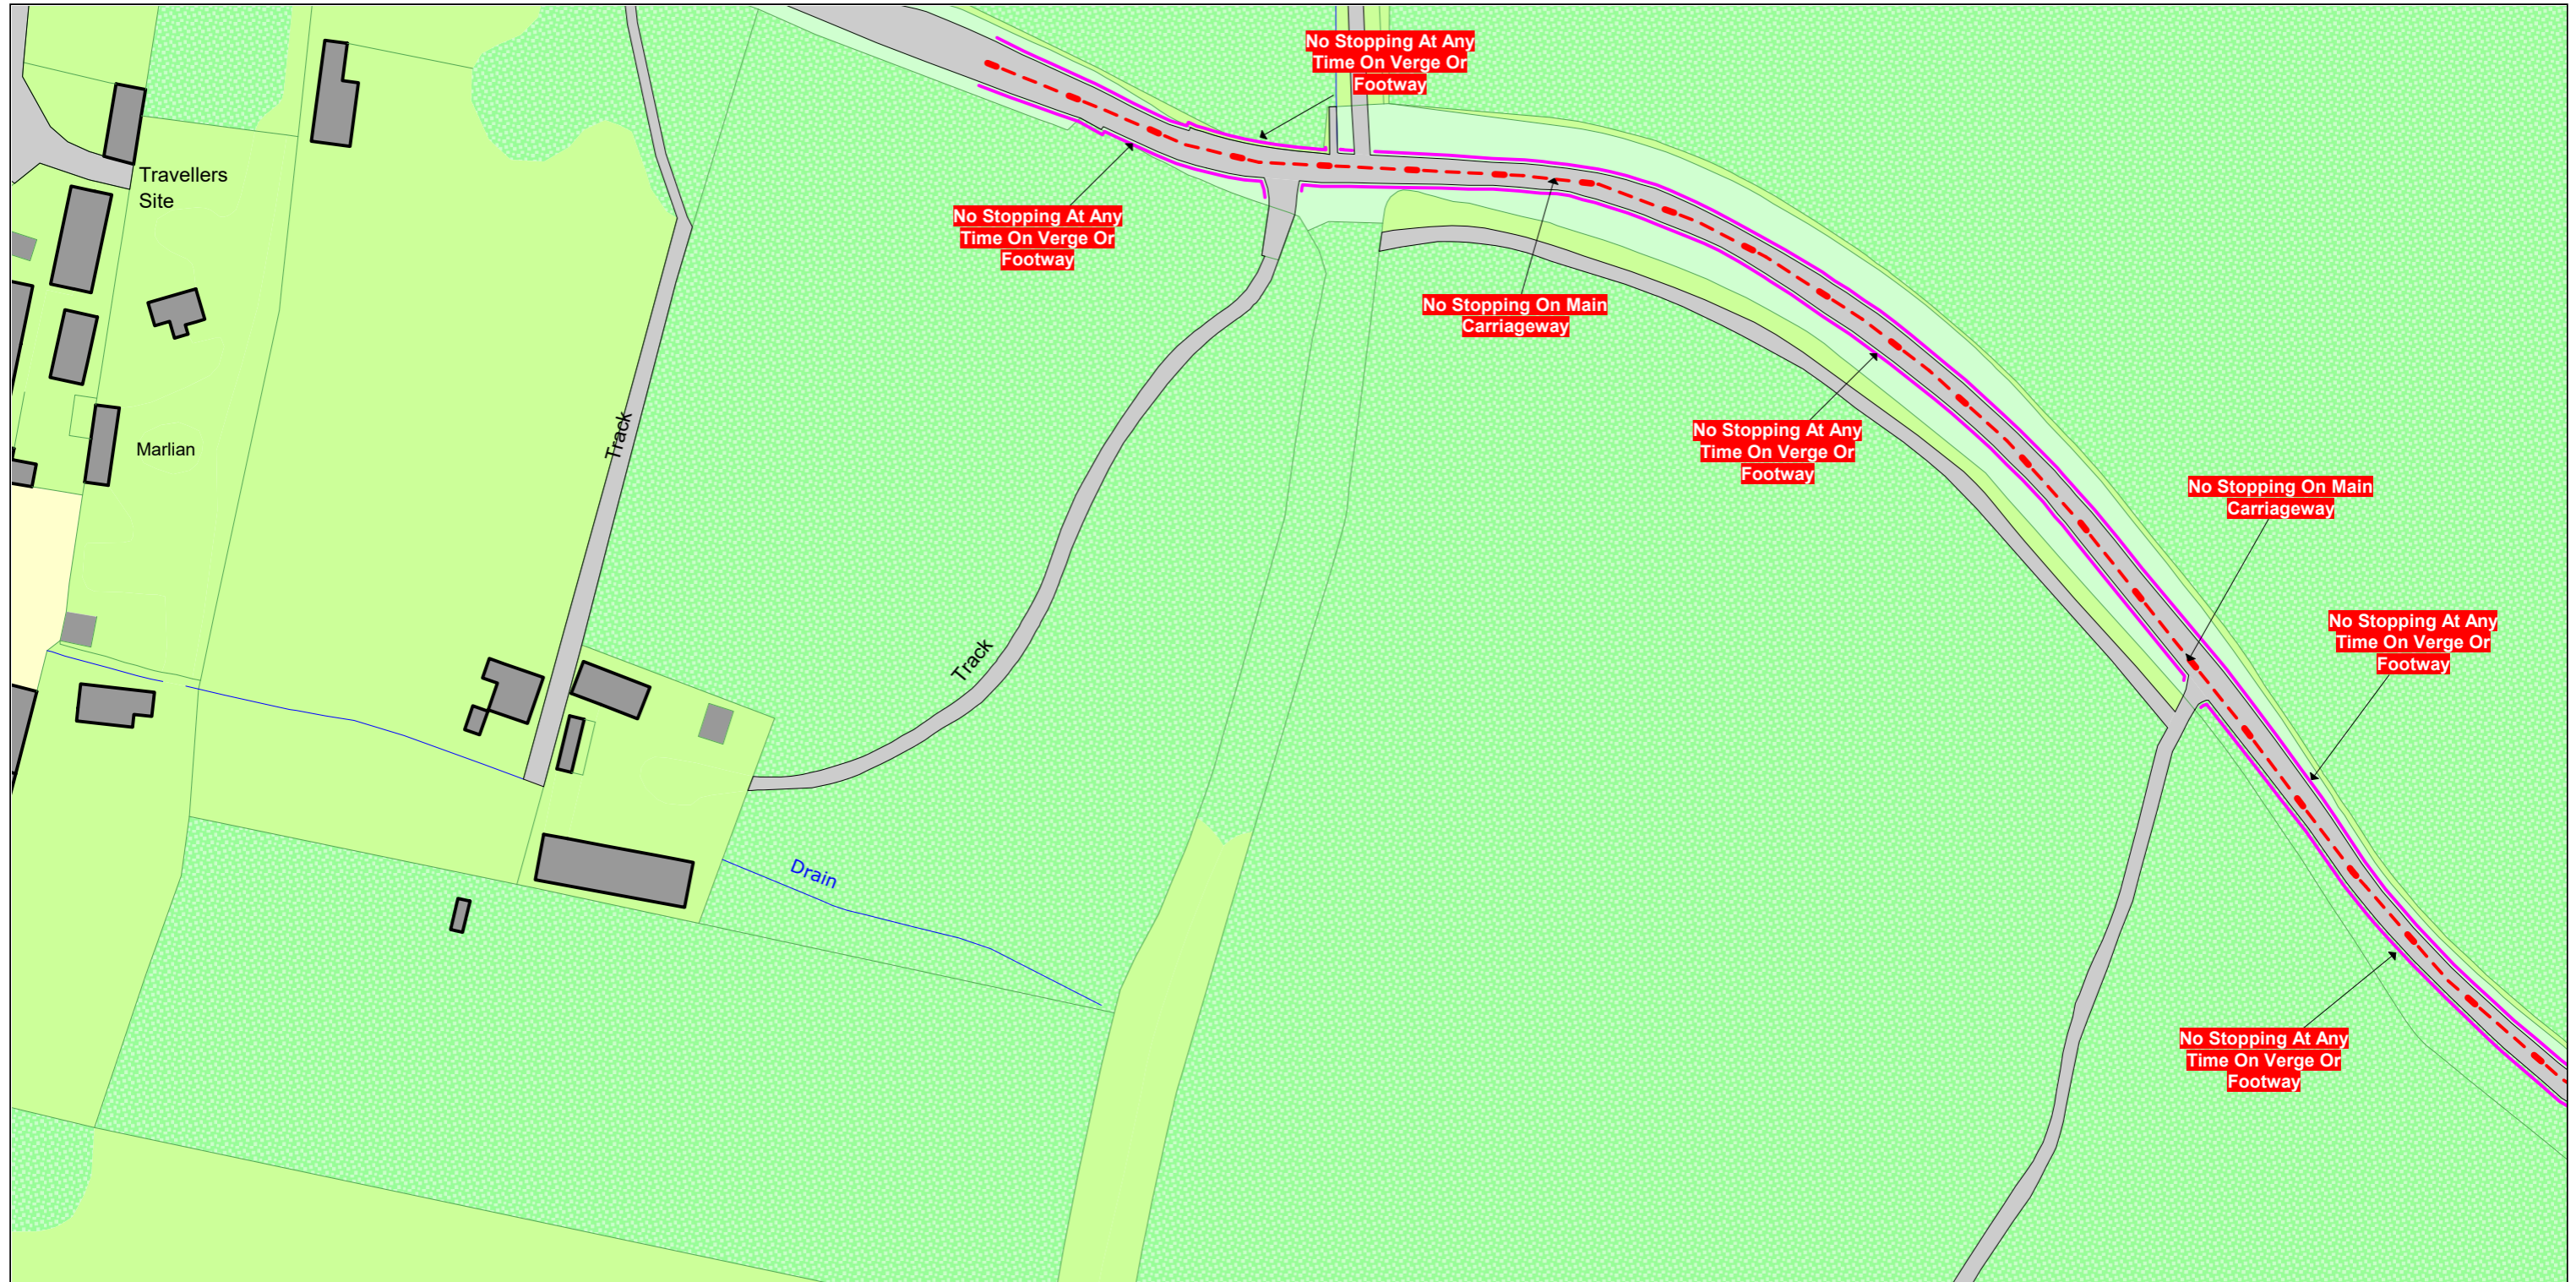 No Stopping At Any
Time On Verge Or
Footway
Travellers
Site
No Stopping At Any
Time On Verge Or
Footway
No Stopping On Main
Carriageway
Track
Marlian
No Stopping At Any
Time On Verge Or
Footway
No Stopping On Main
Carriageway
No Stopping At Any
Time On Verge Or
Footway
Track
Drain
No Stopping At Any
Time On Verge Or
Footway